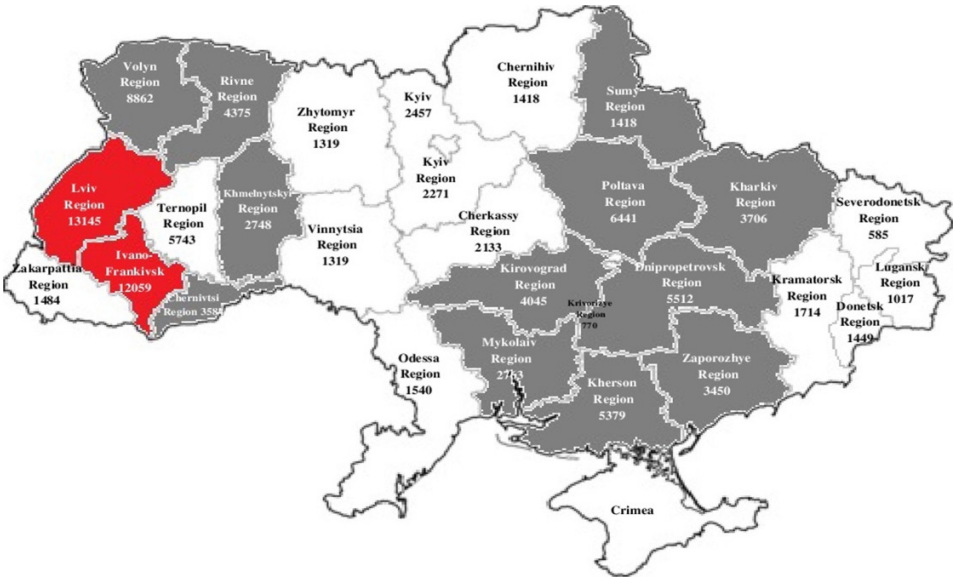 Volyn
Region
8862
Rivne
Region
4375
Zhytomyr
Region
1319
Kyiv
2457
Chernihiv
Region
1418
Sumy
Region
1418
Lviv
Region
13145
Ternopil
Region
5743
Khmelnytskyi
Region
2748
Vinnytsia
Region
1319
Kyiv
Region
2271
Cherkassy
Region
2133
Poltava
Region
6441
Kharkiv
Region
3706
Severodonetsk
Region
585
Zakarpattia
Region
1484
Ivano-
Frankivsk
12059
Chernivtsi
Region
Kirovograd
Region
4045
Krivorizye
Region
770
Dnipropetrovsk
Region
5512
Kramatorsk
Region
1714
Lugansk
Region
1017
Donetsk
Region
1449
Odessa
Region
1540
Mykolaiv
Region
Kherson
Region
5379
Zaporozhye
Region
3450
Crimea